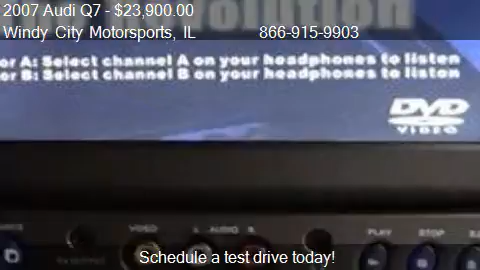 2007 Audi Q7 - $23,900.00
Windy City Motorsports, IL 866-915-9903
volution
or A: Select channel A on your headphones to listen
or B: Select channel B on your headphones to listen
DVD
VIDEO
VIDEO L AUDIO R PLAY STOP
Schedule a test drive today!